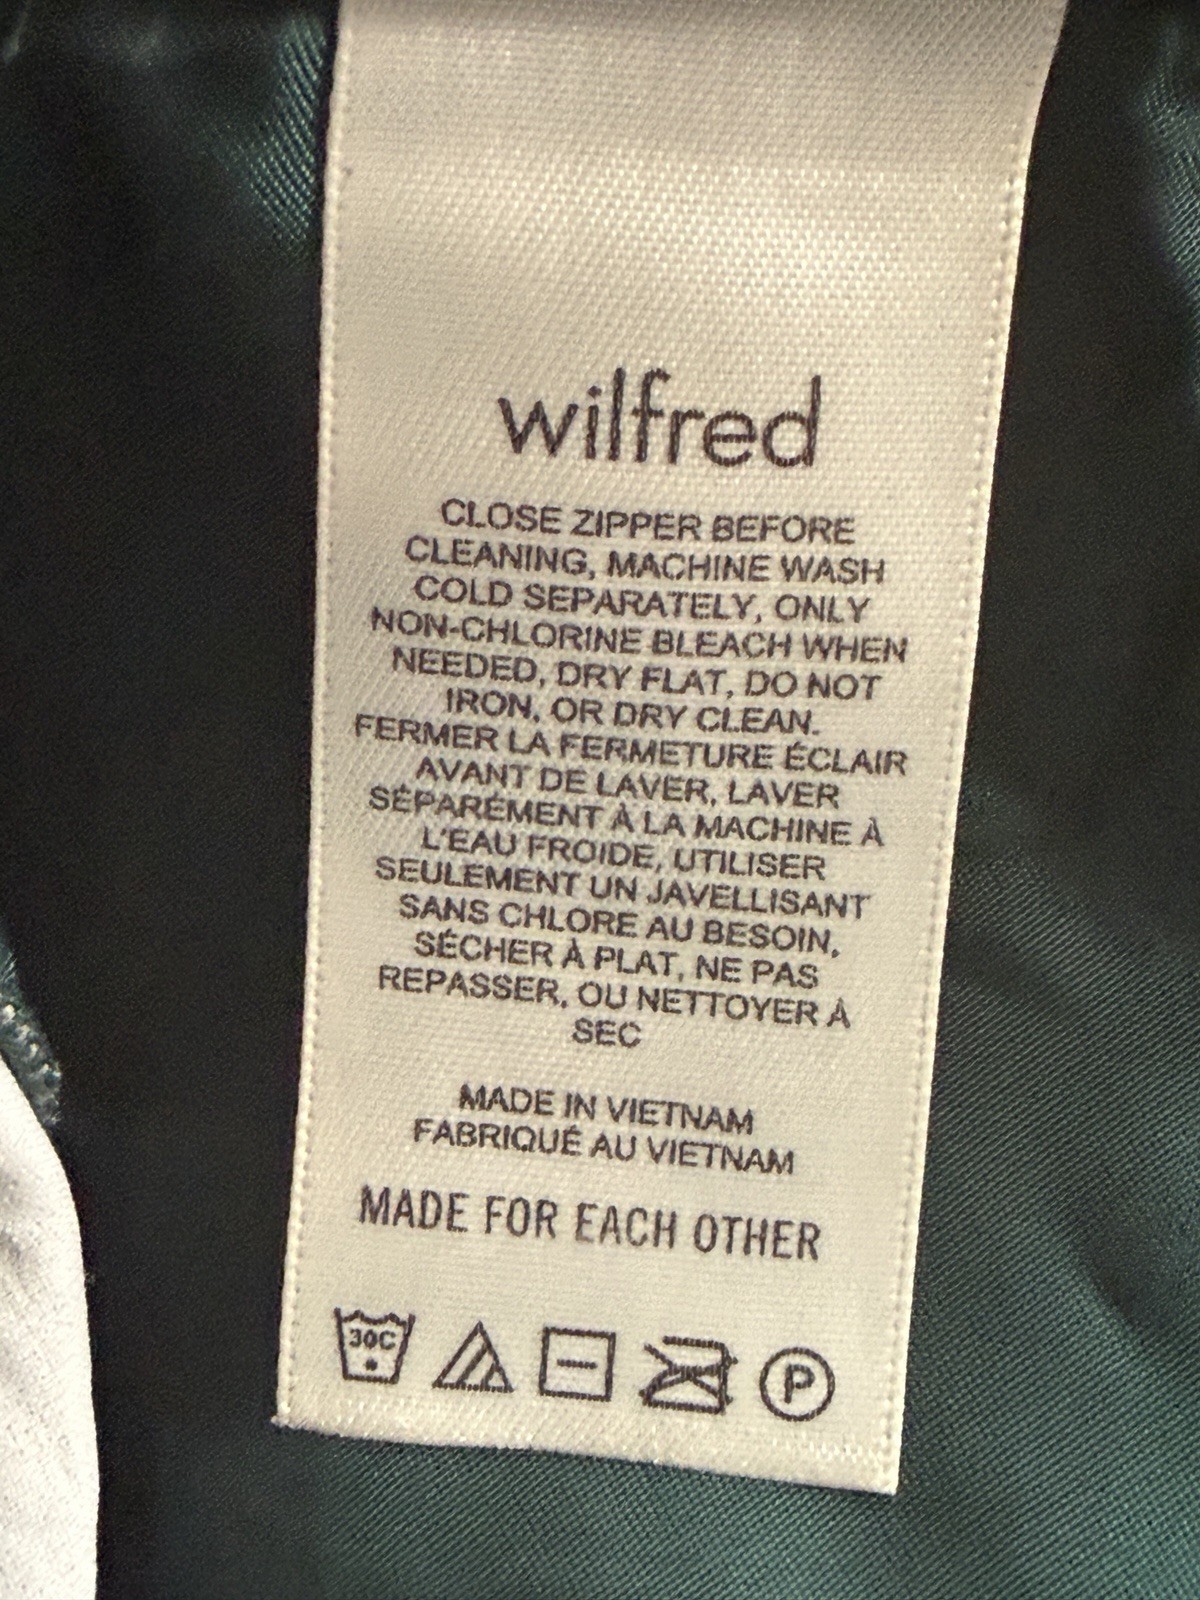 wilfred
CLOSE ZIPPER BEFORE
CLEANING, MACHINE WASH
COLD SEPARATELY, ONLY
NON-CHLORINE BLEACH WHEN
NEEDED, DRY FLAT, DO NOT
IRON, OR DRY CLEAN.
FERMER LA FERMETURE ÉCLAIR
AVANT DE LAVER, LAVER
SÉPARÉMENT À LA MACHINE À
L'EAU FROIDE, UTILISER
SEULEMENT UN JAVELLISANT
SANS CHLORE AU BESOIN,
SÉCHER À PLAT, NE PAS
REPASSER, OU NETTOYER À
SEC
MADE IN VIETNAM
FABRIQUÉ AU VIETNAM
MADE FOR EACH OTHER
30C P